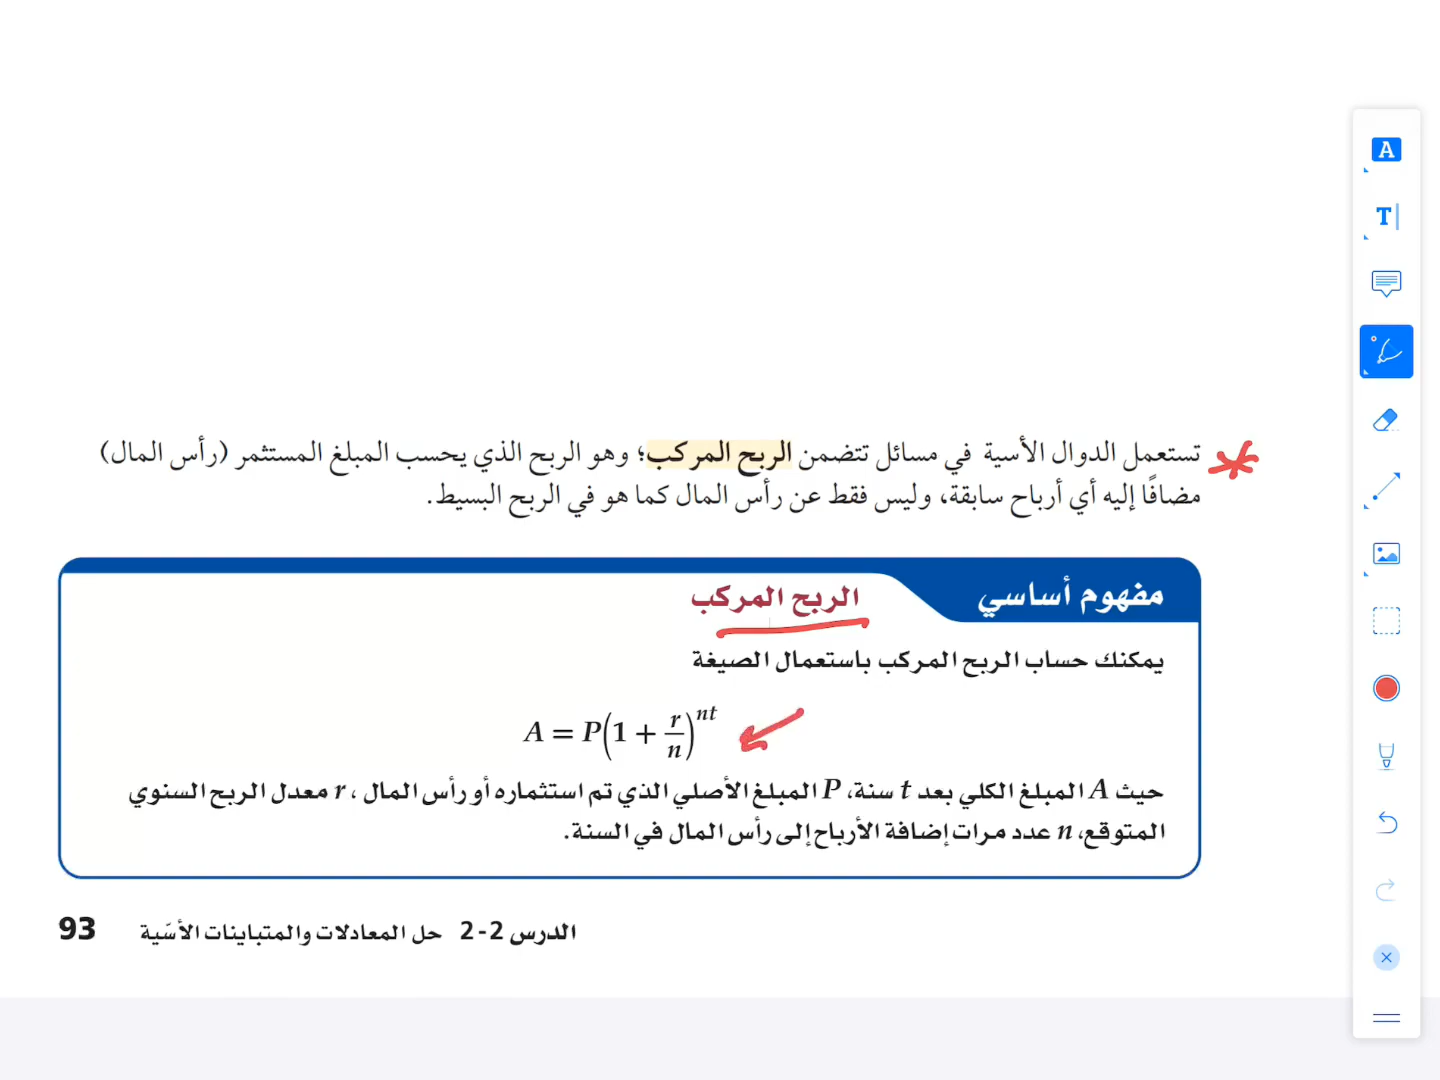 تستعمل الدوال الأسية في مسائل تتضمن الربح المركب؛ وهو الربح الذي يحسب المبلغ المستثمر (رأس المال)
مضافًا إليه أي أرباح سابقة، وليس فقط عن رأس المال كما هو في الربح البسيط.
مفهوم أساسي
الربح المركب
يمكنك حساب الربح المركب باستعمال الصيغة
A = P(1 + r/n)^nt
حيث A المبلغ الكلي بعد t سنة، P المبلغ الأصلي الذي تم استثماره أو رأس المال ، r معدل الربح السنوي
المتوقع، n عدد مرات إضافة الأرباح إلى رأس المال في السنة.
الدرس 2-2 حل المعادلات والمتباينات الأسّية 93
A
T